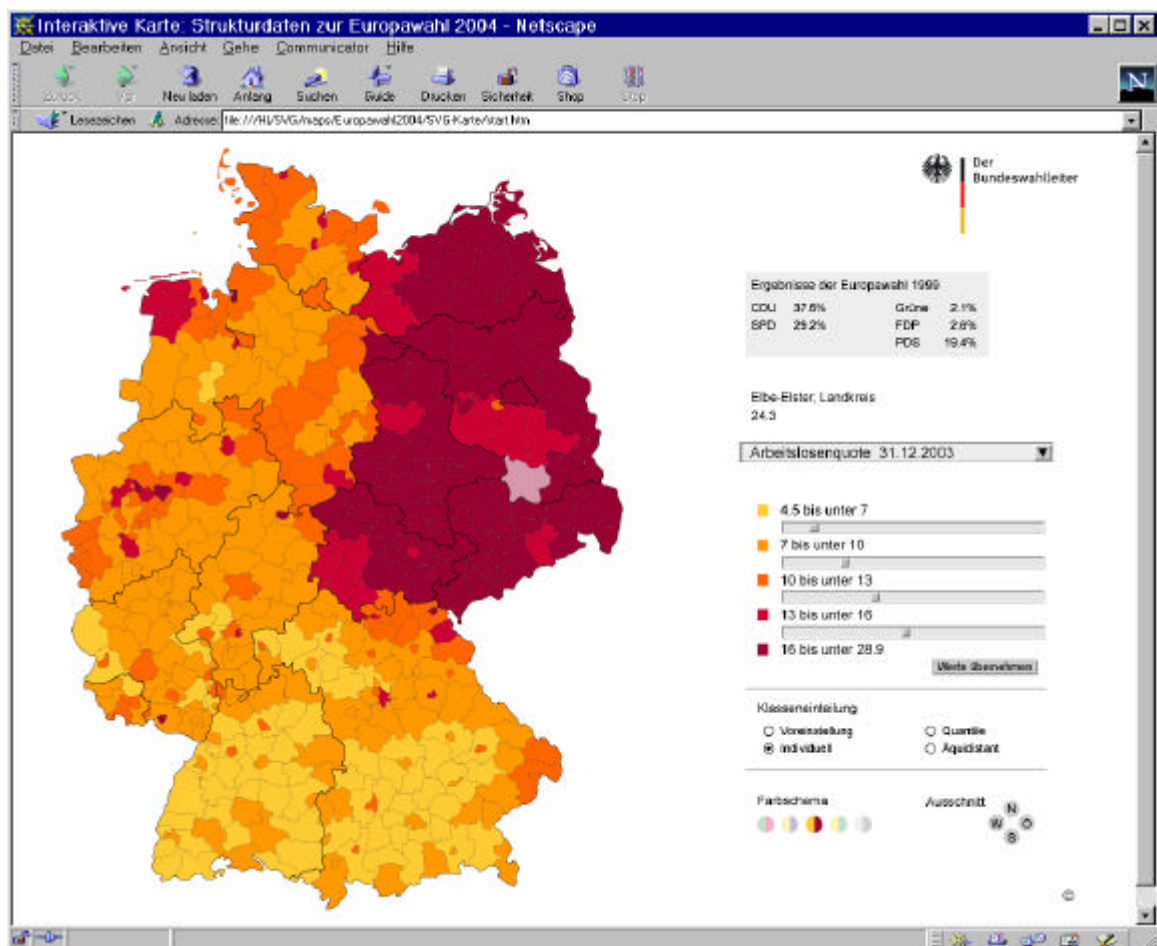 Interaktive Karte: Strukturdaten zur Europawahl 2004 - Netscape
Datei Bearbeiten Ansicht Gehe Communicator Hilfe
Zurück Vor Neu laden Anfang Suchen Guide Drucken Sicherheit Shop Stop
N
Lesezeichen Adresse: file:///H|/SVG/maps/Europawahl2004/SVG-Karte/start.htm
Der
Bundeswahlleiter
Ergebnisse der Europawahl 1999
CDU 37.6% Grüne 2.1%
SPD 29.2% FDP 2.6%
PDS 19.4%
Elbe-Elster, Landkreis
24.3
Arbeitslosenquote 31.12.2003
4.5 bis unter 7
7 bis unter 10
10 bis unter 13
13 bis unter 16
16 bis unter 28.9
Werte übernehmen
Klasseneinteilung
Voreinstellung Quantile
Individuell Äquidistant
Farbschema Ausschnitt
N
W O
S
©